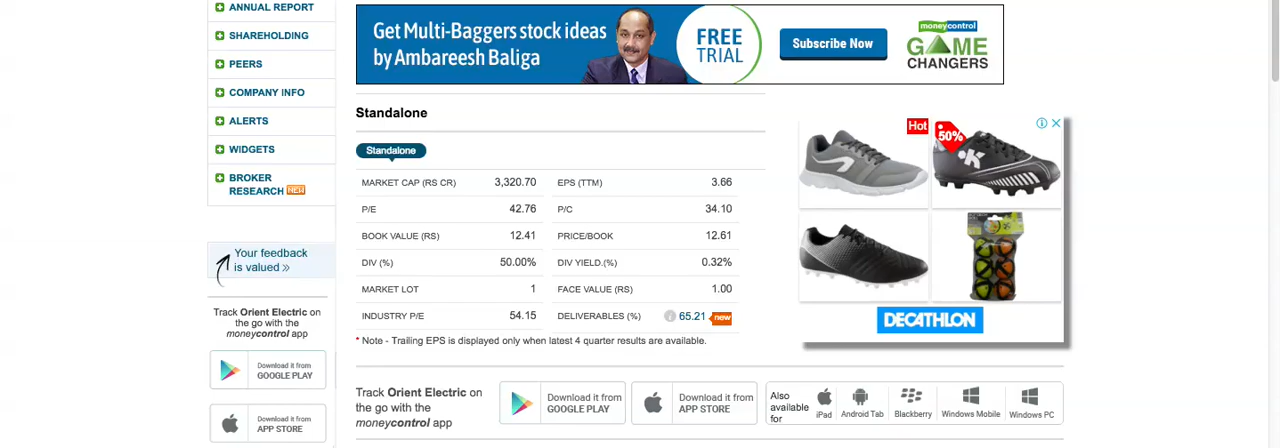 ANNUAL REPORT
SHAREHOLDING
PEERS
COMPANY INFO
ALERTS
WIDGETS
BROKER
RESEARCH NEW
Your feedback
is valued »
Track Orient Electric on
the go with the
moneycontrol app
Download it from
GOOGLE PLAY
Download it from
APP STORE
Get Multi-Baggers stock ideas
by Ambareesh Baliga
FREE
TRIAL
Subscribe Now
moneycontrol
GAME
CHANGERS
Standalone
Standalone
MARKET CAP (RS CR) 3,320.70 EPS (TTM) 3.66
P/E 42.76 P/C 34.10
BOOK VALUE (RS) 12.41 PRICE/BOOK 12.61
DIV (%) 50.00% DIV YIELD.(%) 0.32%
MARKET LOT 1 FACE VALUE (RS) 1.00
INDUSTRY P/E 54.15 DELIVERABLES (%) i 65.21 new
* Note - Trailing EPS is displayed only when latest 4 quarter results are available.
Hot
50%
DECATHLON
Track Orient Electric on
the go with the
moneycontrol app
Download it from
GOOGLE PLAY
Download it from
APP STORE
Also
available
for
iPad
Android Tab
Blackberry
Windows Mobile
Windows PC